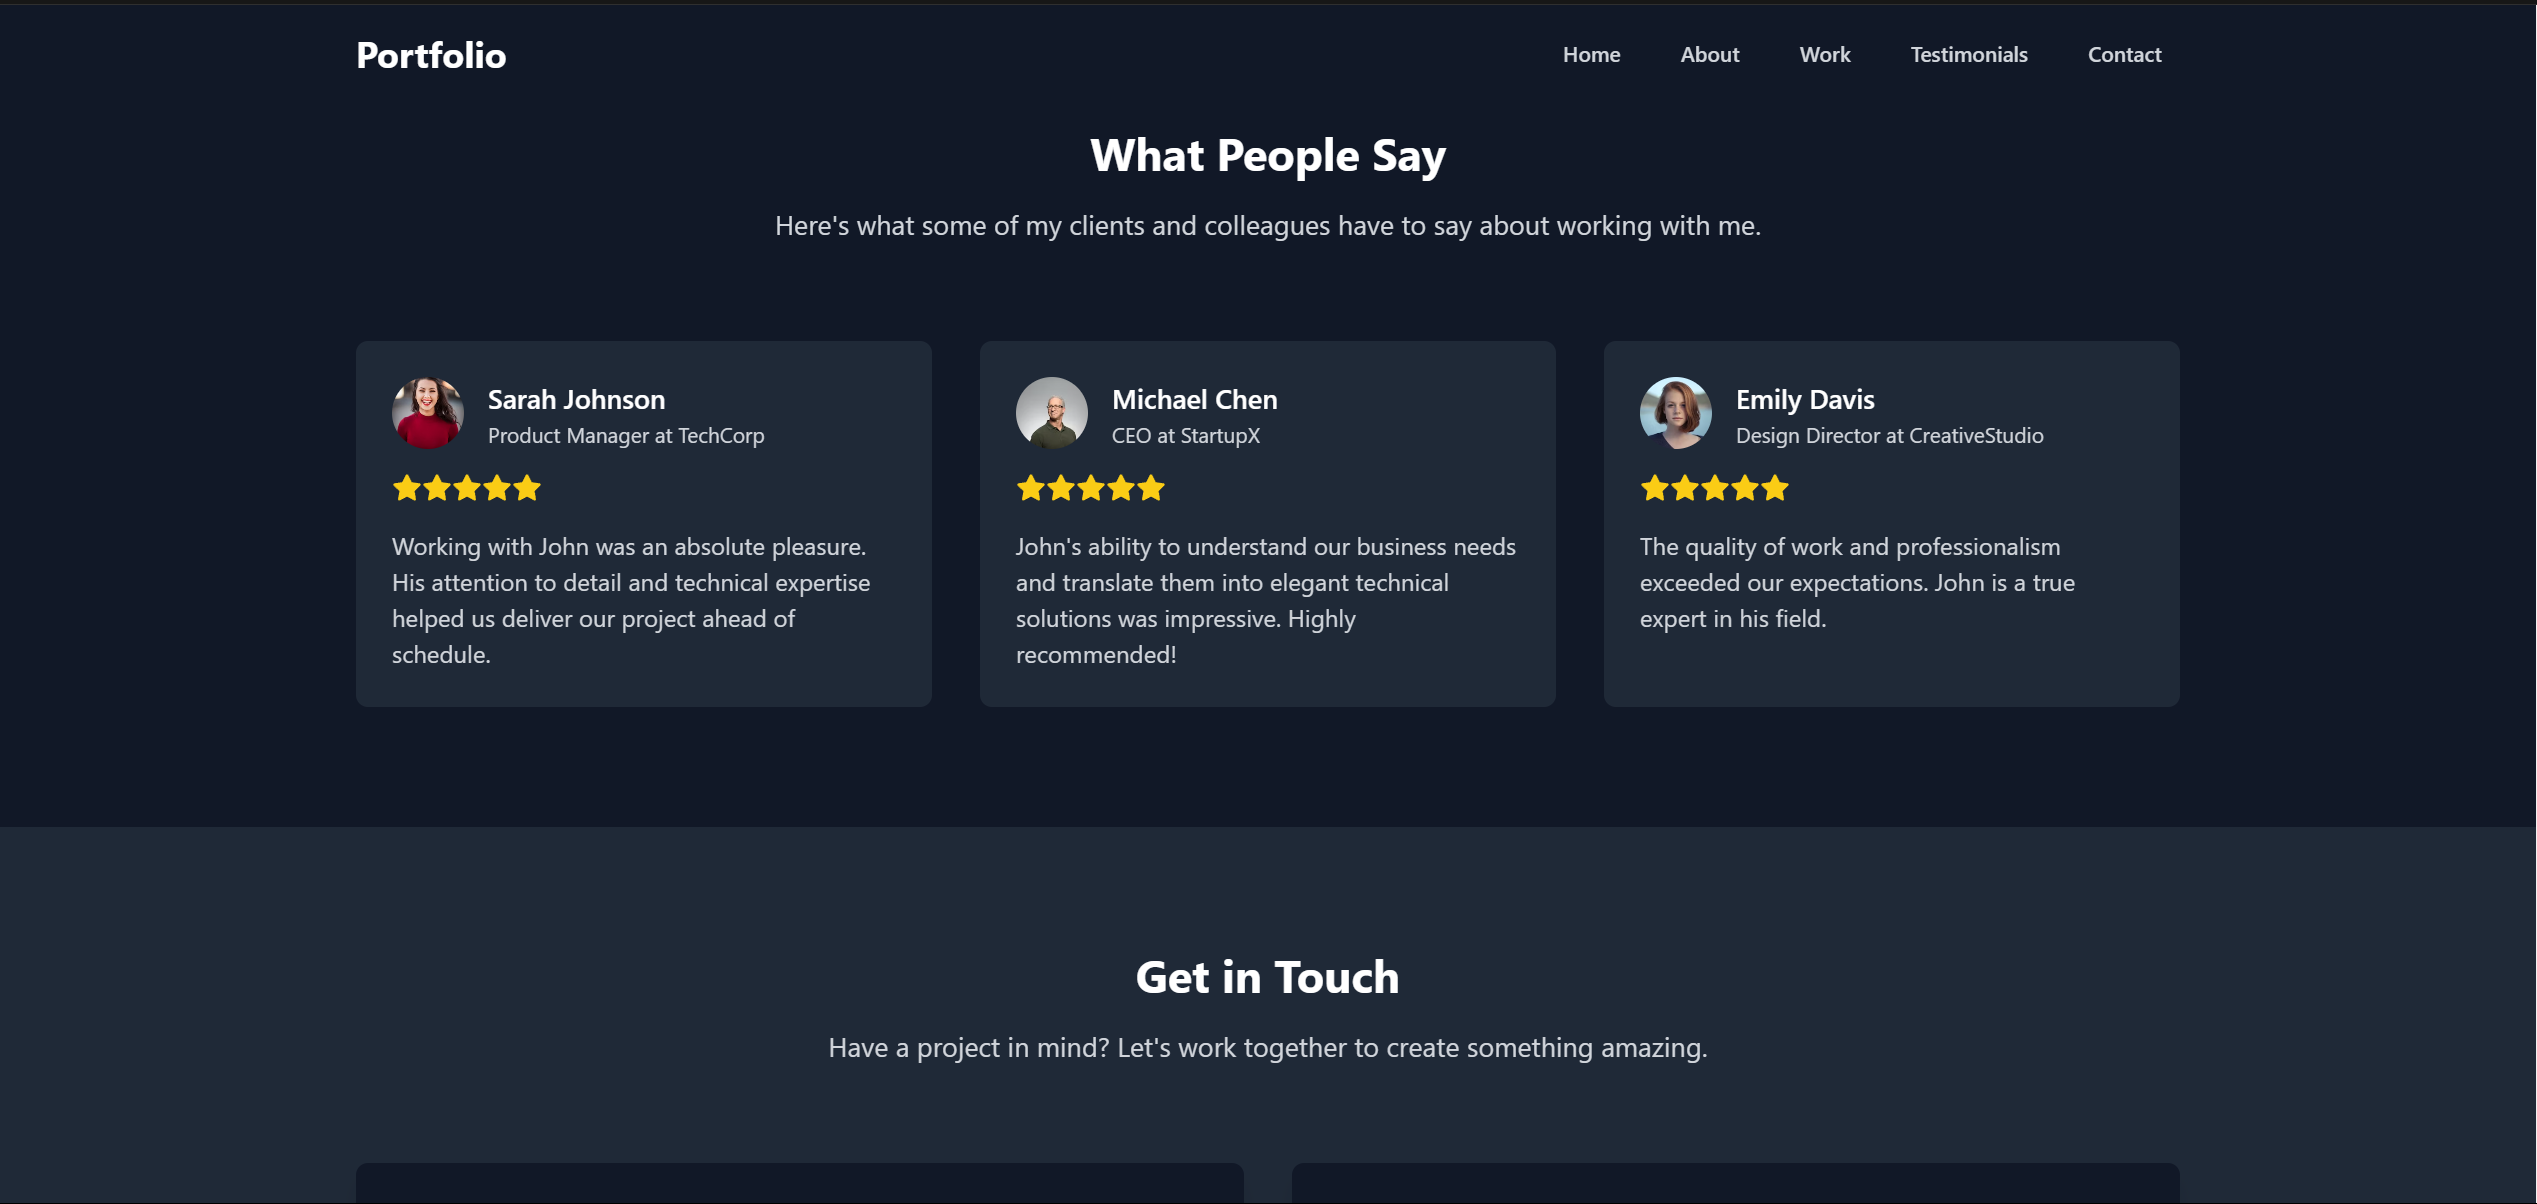 Portfolio
Home
About
Work
Testimonials
Contact
What People Say
Here's what some of my clients and colleagues have to say about working with me.
Sarah Johnson
Product Manager at TechCorp
Working with John was an absolute pleasure.
His attention to detail and technical expertise
helped us deliver our project ahead of
schedule.
Michael Chen
CEO at StartupX
John's ability to understand our business needs
and translate them into elegant technical
solutions was impressive. Highly
recommended!
Emily Davis
Design Director at CreativeStudio
The quality of work and professionalism
exceeded our expectations. John is a true
expert in his field.
Get in Touch
Have a project in mind? Let's work together to create something amazing.